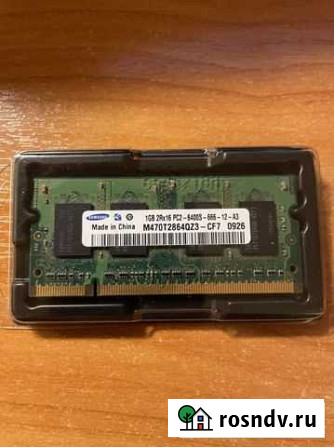 SAMSUNG 1GB 2Rx16 PC2-6400S-666-12-A3
Made in China M470T2864QZ3-CF7 0926
rosndv.ru